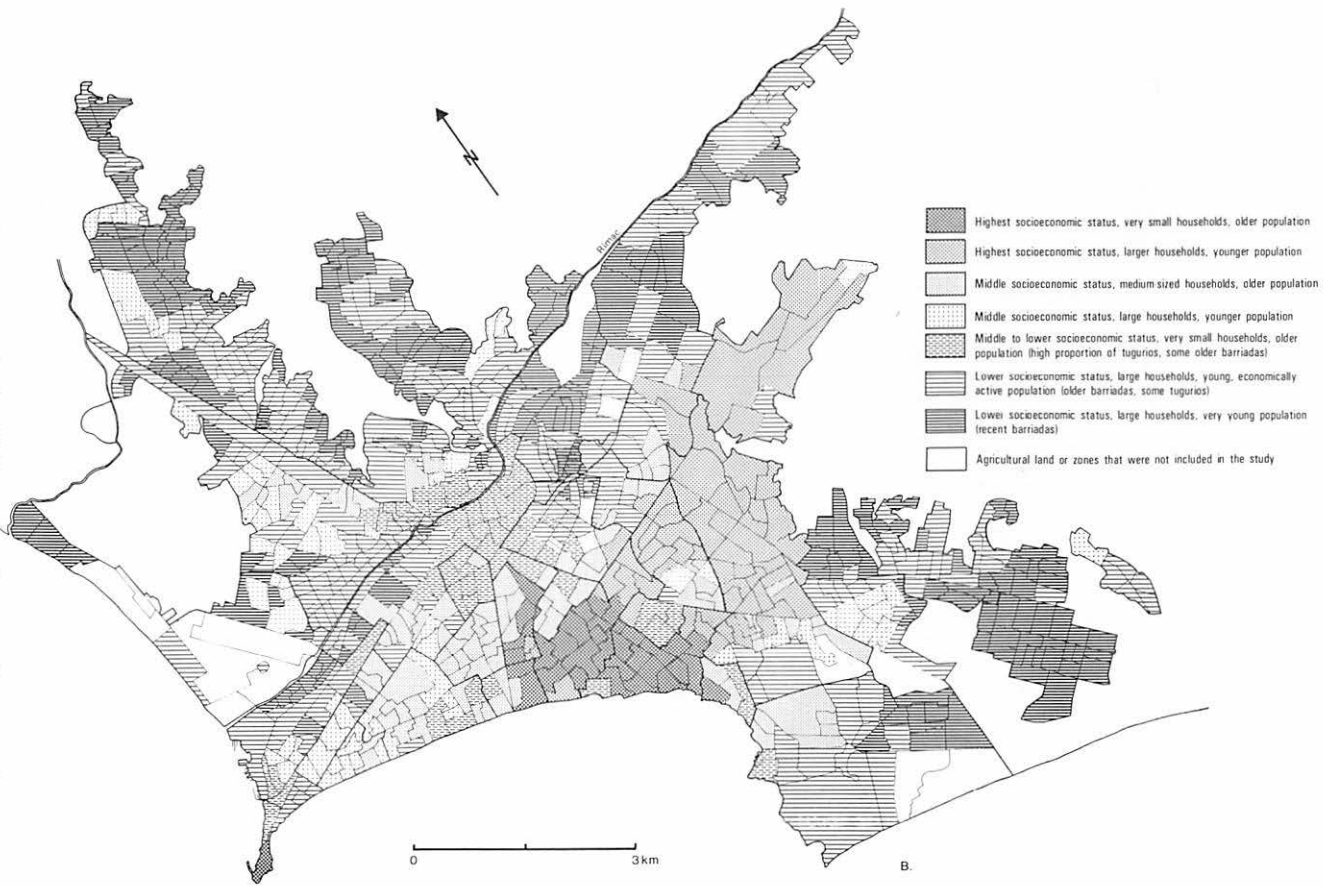 N
Rimac
Highest socioeconomic status, very small households, older population
Highest socioeconomic status, larger households, younger population
Middle socioeconomic status, medium sized households, older population
Middle socioeconomic status, large households, younger population
Middle to lower socioeconomic status, very small households, older
population (high proportion of tugurios, some older barriadas)
Lower socioeconomic status, large households, young, economically
active population (older barriadas, some tugurios)
Lower socioeconomic status, large households, very young population
(recent barriadas)
Agricultural land or zones that were not included in the study
0 3 km
B.